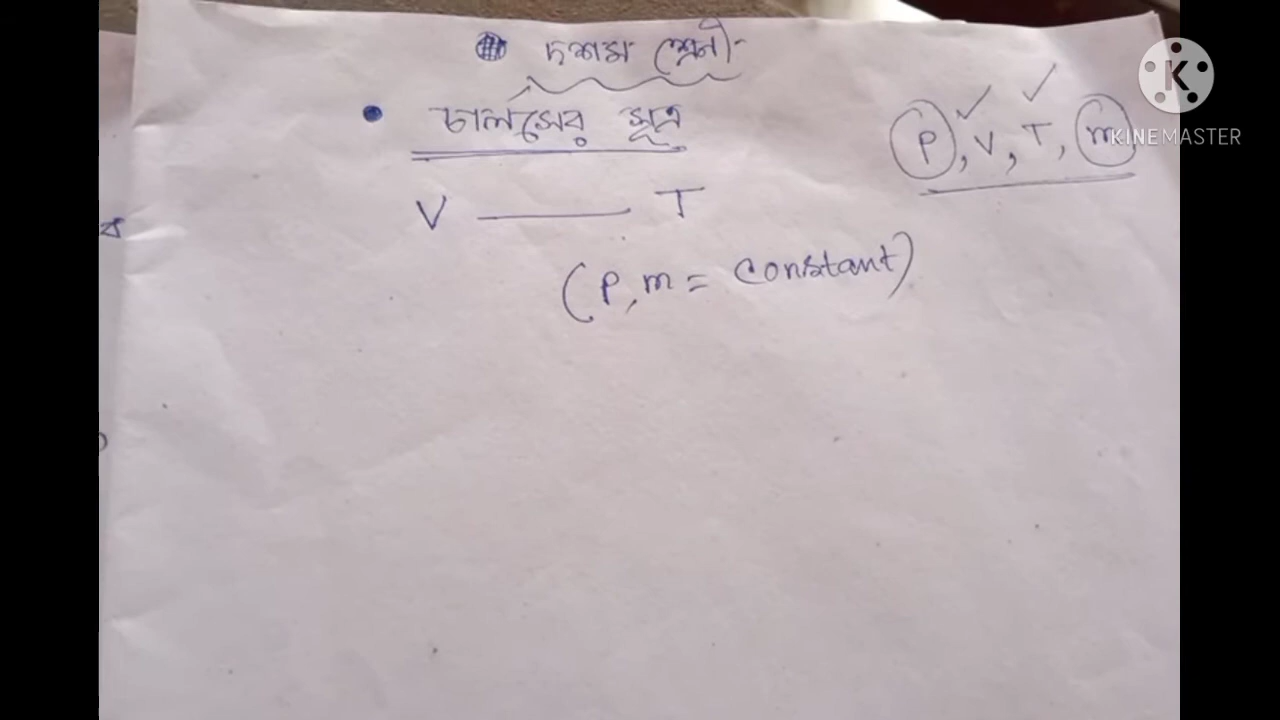 দশম শ্রেনী-
চার্লসের সূত্র
P, V, T, m
V ——— T
(P, m = constant)
KINEMASTER